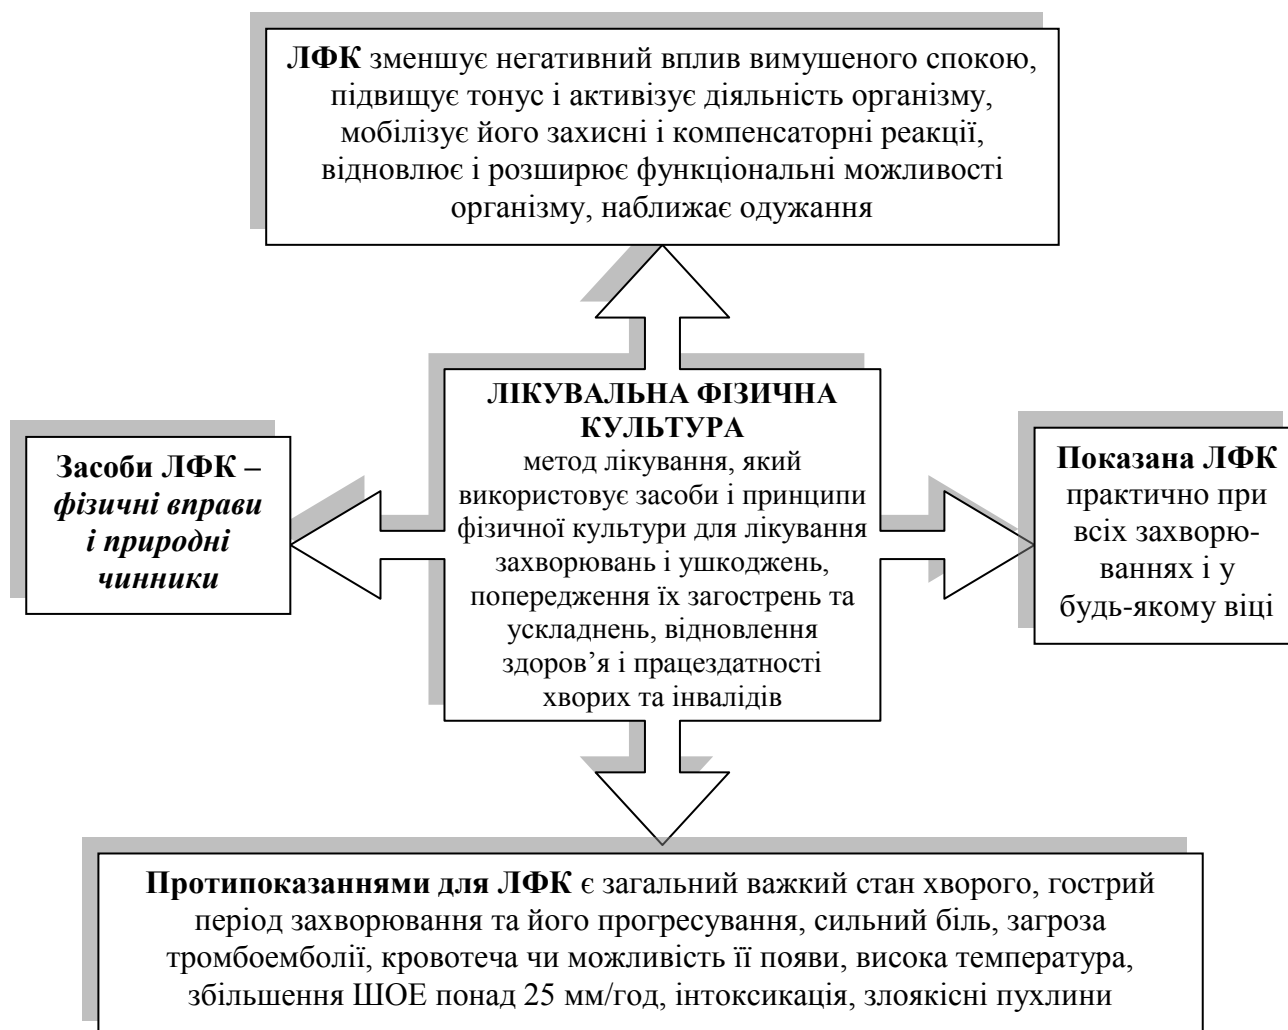 ЛФК зменшує негативний вплив вимушеного спокою,
підвищує тонус і активізує діяльність організму,
мобілізує його захисні і компенсаторні реакції,
відновлює і розширює функціональні можливості
організму, наближає одужання
ЛІКУВАЛЬНА ФІЗИЧНА
КУЛЬТУРА
метод лікування, який
використовує засоби і принципи
фізичної культури для лікування
захворювань і ушкоджень,
попередження їх загострень та
ускладнень, відновлення
здоров’я і працездатності
хворих та інвалідів
Засоби ЛФК –
фізичні вправи
і природні
чинники
Показана ЛФК
практично при
всіх захворю-
ваннях і у
будь-якому віці
Протипоказаннями для ЛФК є загальний важкий стан хворого, гострий
період захворювання та його прогресування, сильний біль, загроза
тромбоемболії, кровотеча чи можливість її появи, висока температура,
збільшення ШОЕ понад 25 мм/год, інтоксикація, злоякісні пухлини